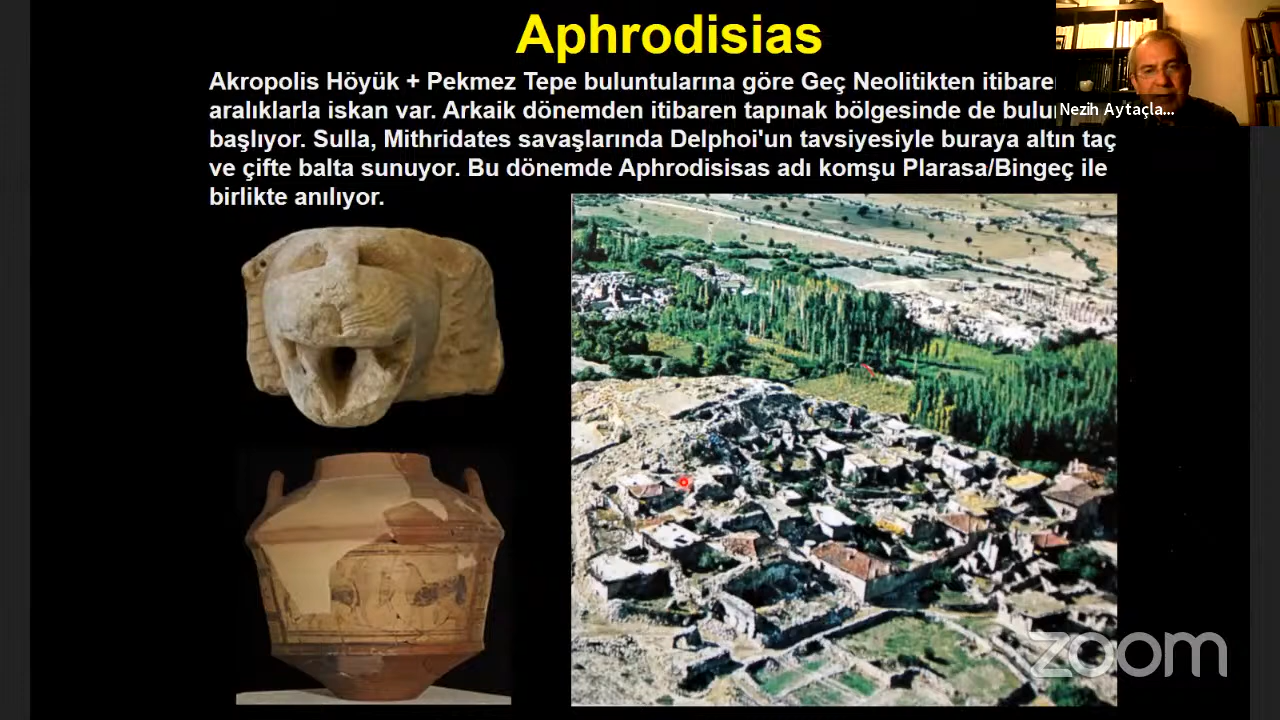 Aphrodisias
Akropolis Höyük + Pekmez Tepe buluntularına göre Geç Neolitikten
aralıklarla iskan var. Arkaik dönemden itibaren tapınak bölgesinde de
Nezih Aytaçla...
başlıyor. Sulla, Mithridates savaşlarında Delphoi'un tavsiyesiyle buraya altın taç
ve çifte balta sunuyor. Bu dönemde Aphrodisisas adı komşu Plarasa/Bingeç ile
birlikte anılıyor.
zoom